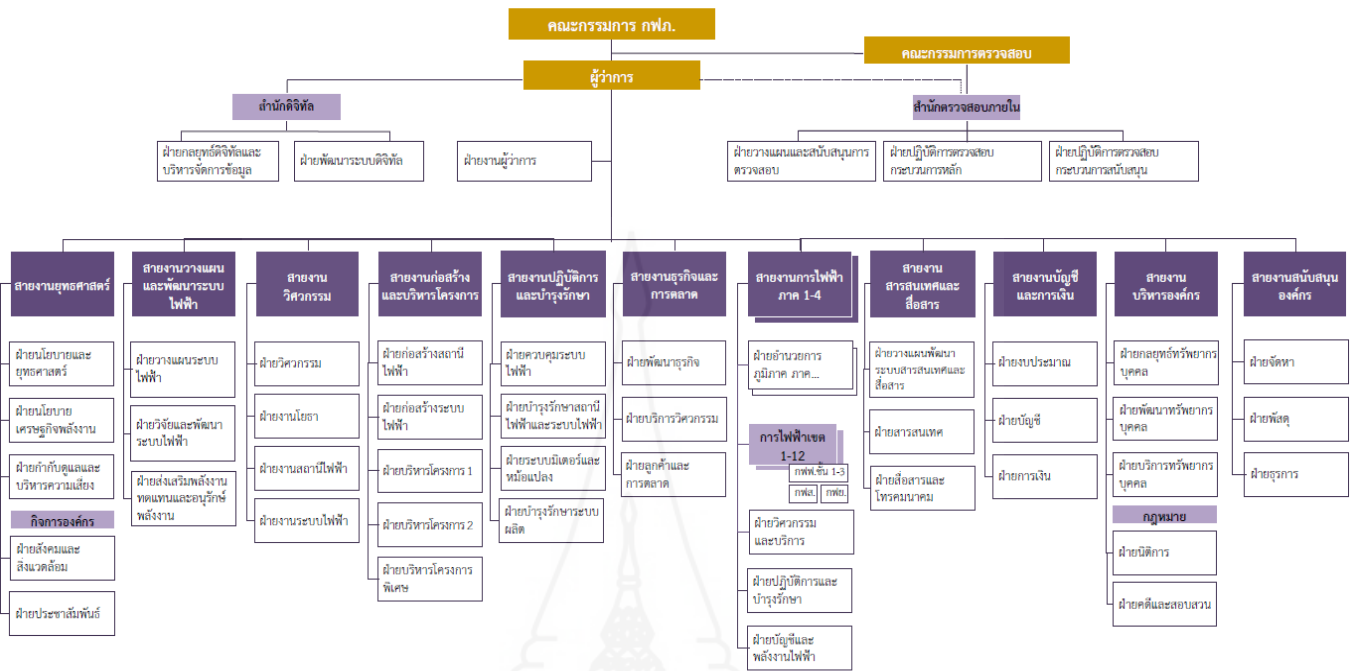 คณะกรรมการ กฟภ.
คณะกรรมการตรวจสอบ
ผู้ว่าการ
สำนักดิจิทัล
สำนักตรวจสอบภายใน
ฝ่ายกลยุทธ์ดิจิทัลและ
บริหารจัดการข้อมูล
ฝ่ายพัฒนาระบบดิจิทัล
ฝ่ายงานผู้ว่าการ
ฝ่ายวางแผนและสนับสนุนการ
ตรวจสอบ
ฝ่ายปฏิบัติการตรวจสอบ
กระบวนการหลัก
ฝ่ายปฏิบัติการตรวจสอบ
กระบวนการสนับสนุน
สายงานยุทธศาสตร์
ฝ่ายนโยบายและ
ยุทธศาสตร์
ฝ่ายนโยบาย
เศรษฐกิจพลังงาน
ฝ่ายกำกับดูแลและ
บริหารความเสี่ยง
กิจการองค์กร
ฝ่ายสังคมและ
สิ่งแวดล้อม
ฝ่ายประชาสัมพันธ์
สายงานวางแผน
และพัฒนาระบบ
ไฟฟ้า
ฝ่ายวางแผนระบบ
ไฟฟ้า
ฝ่ายวิจัยและพัฒนา
ระบบไฟฟ้า
ฝ่ายส่งเสริมพลังงาน
ทดแทนและอนุรักษ์
พลังงาน
สายงาน
วิศวกรรม
ฝ่ายวิศวกรรม
ฝ่ายงานโยธา
ฝ่ายงานสถานีไฟฟ้า
ฝ่ายงานระบบไฟฟ้า
สายงานก่อสร้าง
และบริหารโครงการ
ฝ่ายก่อสร้างสถานี
ไฟฟ้า
ฝ่ายก่อสร้างระบบ
ไฟฟ้า
ฝ่ายบริหารโครงการ 1
ฝ่ายบริหารโครงการ 2
ฝ่ายบริหารโครงการ
พิเศษ
สายงานปฏิบัติการ
และบำรุงรักษา
ฝ่ายควบคุมระบบ
ไฟฟ้า
ฝ่ายบำรุงรักษาสถานี
ไฟฟ้าและระบบไฟฟ้า
ฝ่ายระบบมิเตอร์และ
หม้อแปลง
ฝ่ายบำรุงรักษาระบบ
ผลิต
สายงานธุรกิจและ
การตลาด
ฝ่ายพัฒนาธุรกิจ
ฝ่ายบริการวิศวกรรม
ฝ่ายลูกค้าและ
การตลาด
สายงานการไฟฟ้า
ภาค 1-4
ฝ่ายอำนวยการ
ภูมิภาค ภาค...
การไฟฟ้าเขต
1-12
กฟฟ.ชั้น 1-3
กฟส. กฟย.
ฝ่ายวิศวกรรม
และบริการ
ฝ่ายปฏิบัติการและ
บำรุงรักษา
ฝ่ายบัญชีและ
พลังงานไฟฟ้า
สายงาน
สารสนเทศและ
สื่อสาร
ฝ่ายวางแผนพัฒนา
ระบบสารสนเทศและ
สื่อสาร
ฝ่ายสารสนเทศ
ฝ่ายสื่อสารและ
โทรคมนาคม
สายงานบัญชี
และการเงิน
ฝ่ายงบประมาณ
ฝ่ายบัญชี
ฝ่ายการเงิน
สายงาน
บริหารองค์กร
ฝ่ายกลยุทธ์ทรัพยากร
บุคคล
ฝ่ายพัฒนาทรัพยากร
บุคคล
ฝ่ายบริการทรัพยากร
บุคคล
กฎหมาย
ฝ่ายนิติการ
ฝ่ายคดีและสอบสวน
สายงานสนับสนุน
องค์กร
ฝ่ายจัดหา
ฝ่ายพัสดุ
ฝ่ายธุรการ